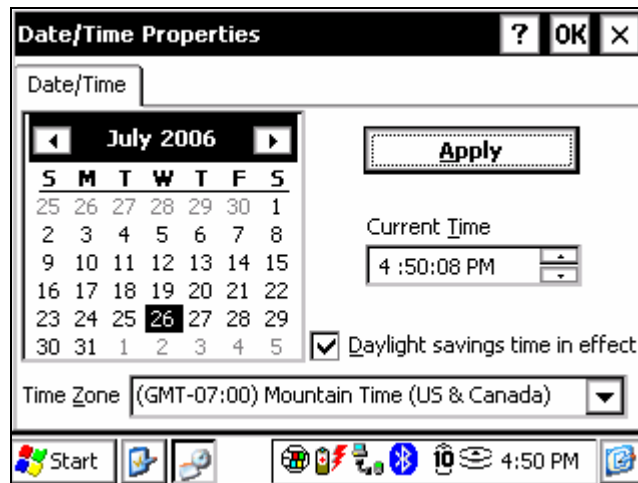 Date/Time Properties ? OK ×
Date/Time
July 2006
S M T W T F S
25 26 27 28 29 30 1
2 3 4 5 6 7 8
9 10 11 12 13 14 15
16 17 18 19 20 21 22
23 24 25 26 27 28 29
30 31 1 2 3 4 5
Apply
Current Time
4 :50:08 PM
Daylight savings time in effect
Time Zone (GMT-07:00) Mountain Time (US & Canada)
Start 4:50 PM